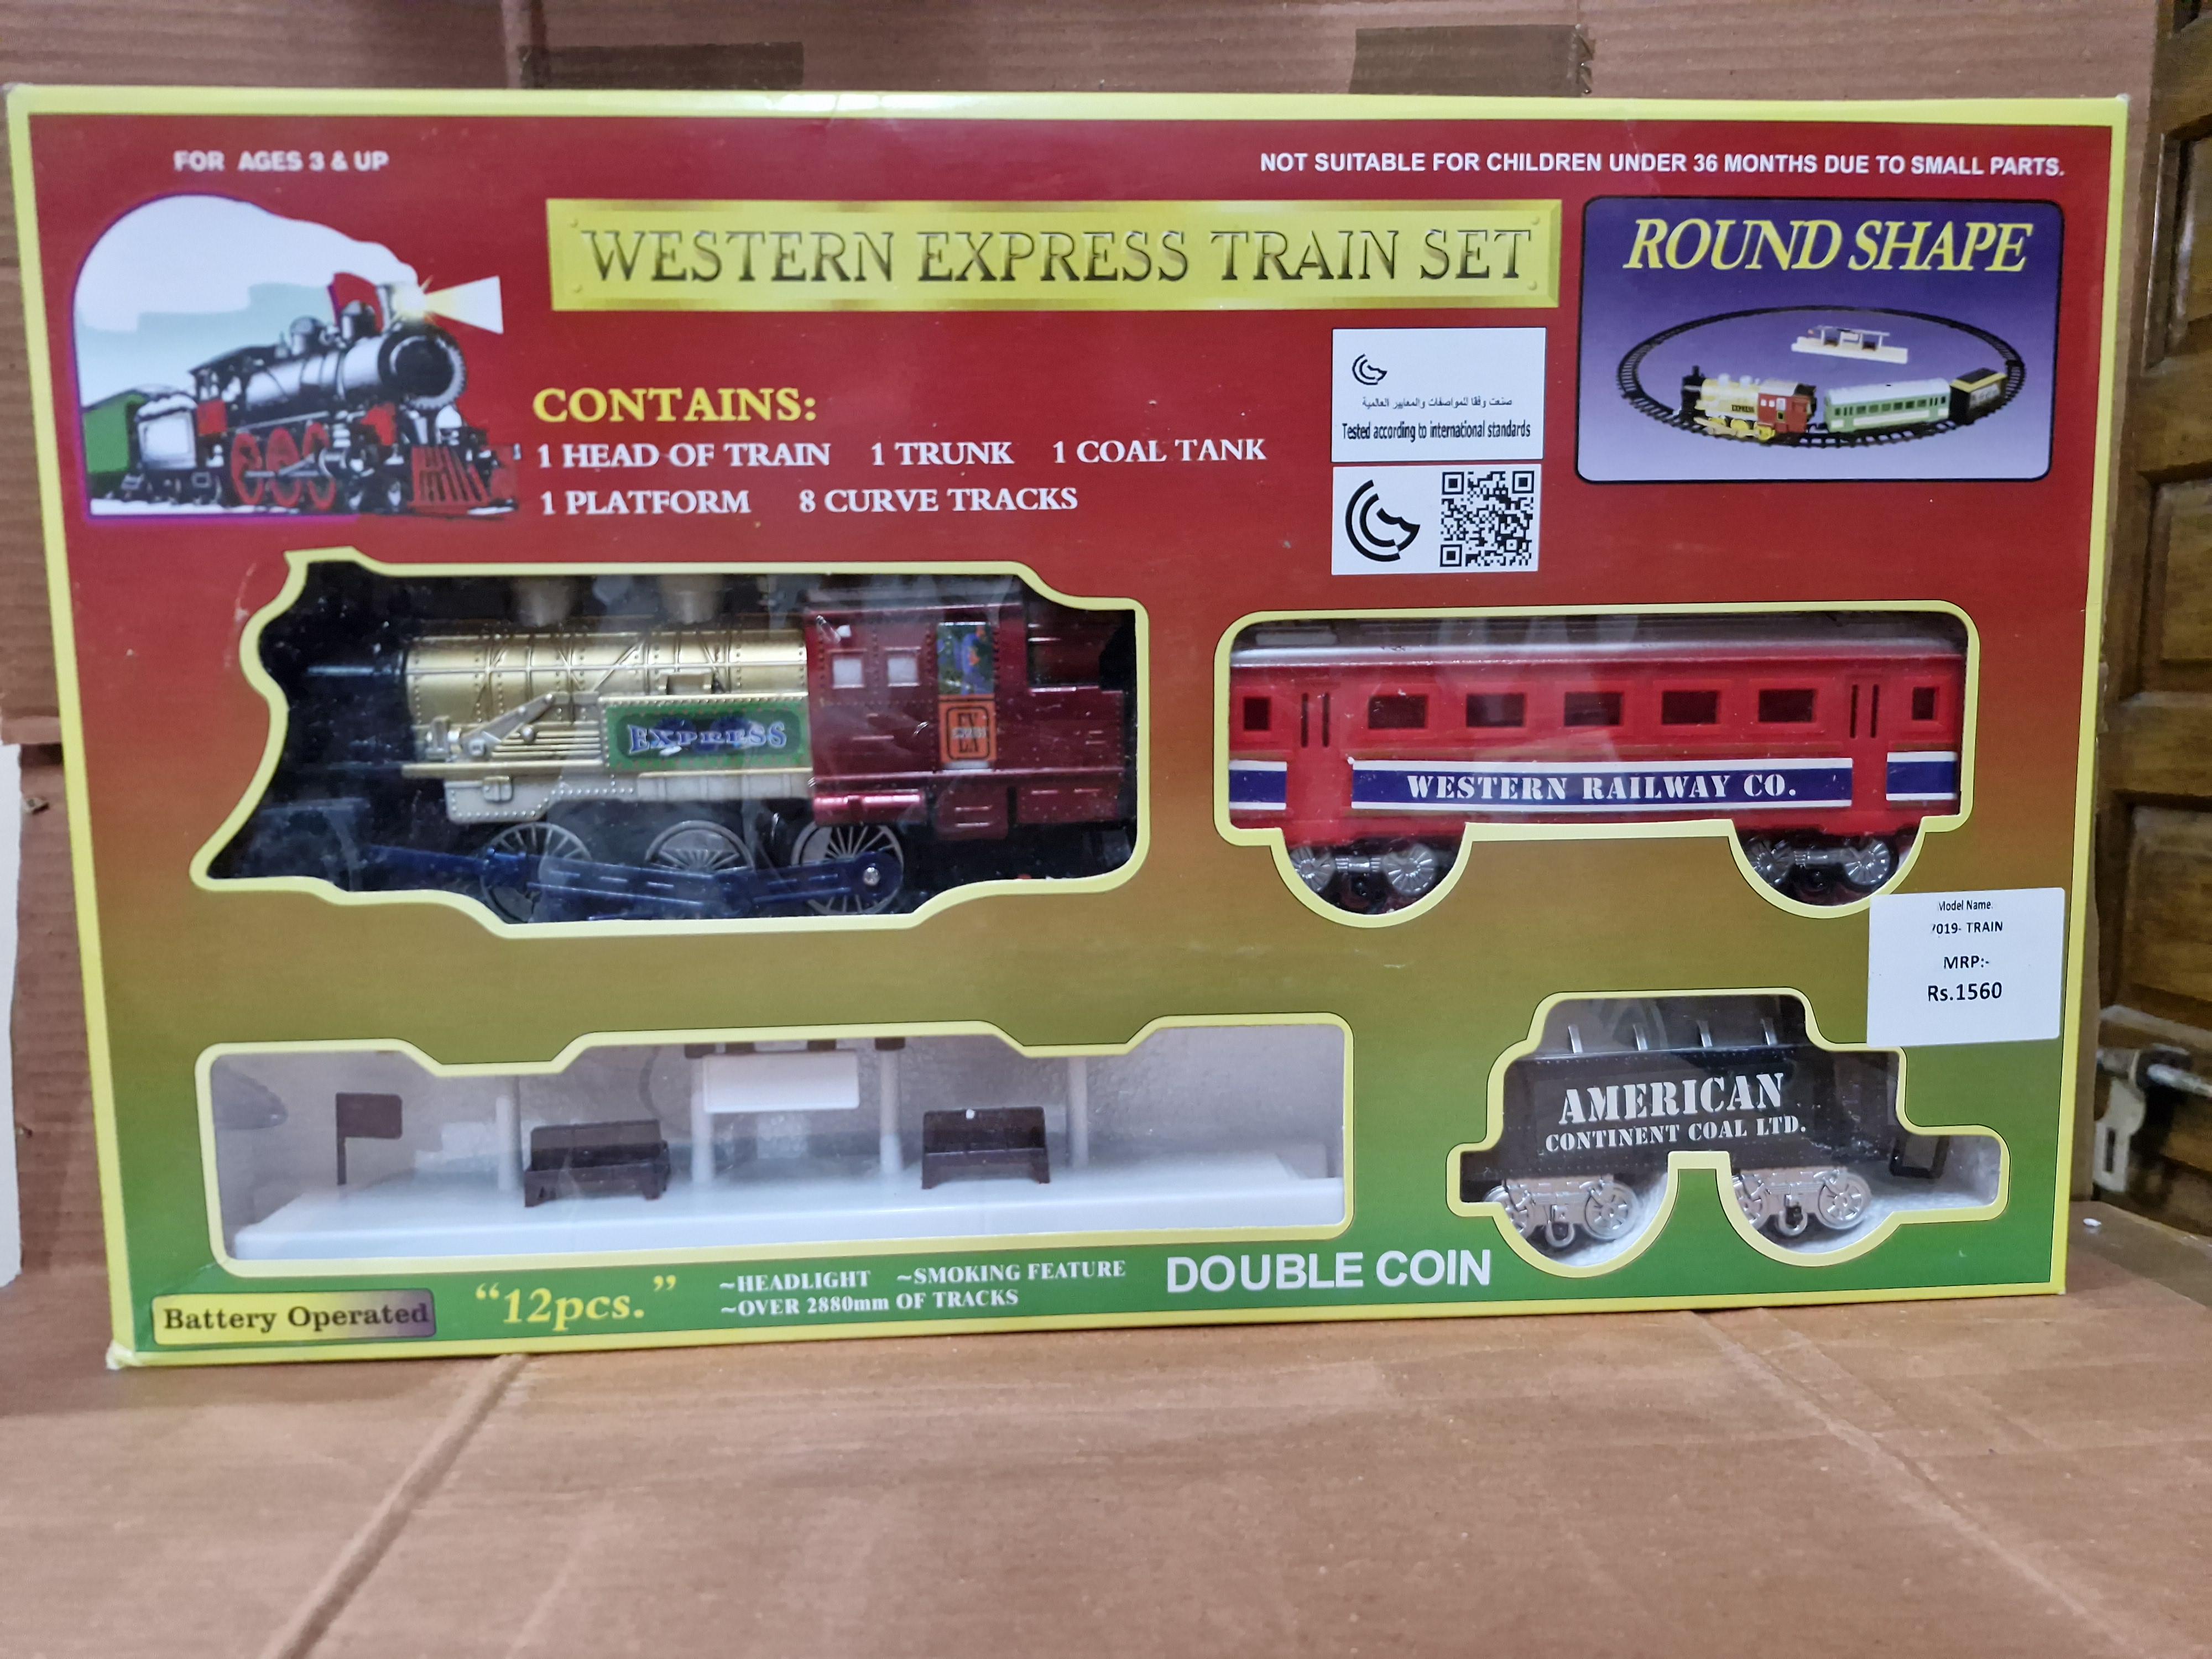 FOR AGES 3 & UP
NOT SUITABLE FOR CHILDREN UNDER 36 MONTHS DUE TO SMALL PARTS.
WESTERN EXPRESS TRAIN SET
ROUND SHAPE
CONTAINS:
1 HEAD OF TRAIN 1 TRUNK 1 COAL TANK
1 PLATFORM 8 CURVE TRACKS
صنعت وفقا للمواصفات والمعايير العالمية
Tested according to international standards
EXPRESS
EXPRESS
WESTERN RAILWAY CO.
Model Name
7019- TRAIN
MRP:-
Rs.1560
AMERICAN
CONTINENT COAL LTD.
Battery Operated
"12pcs."
~HEADLIGHT ~SMOKING FEATURE
~OVER 2880mm OF TRACKS
DOUBLE COIN